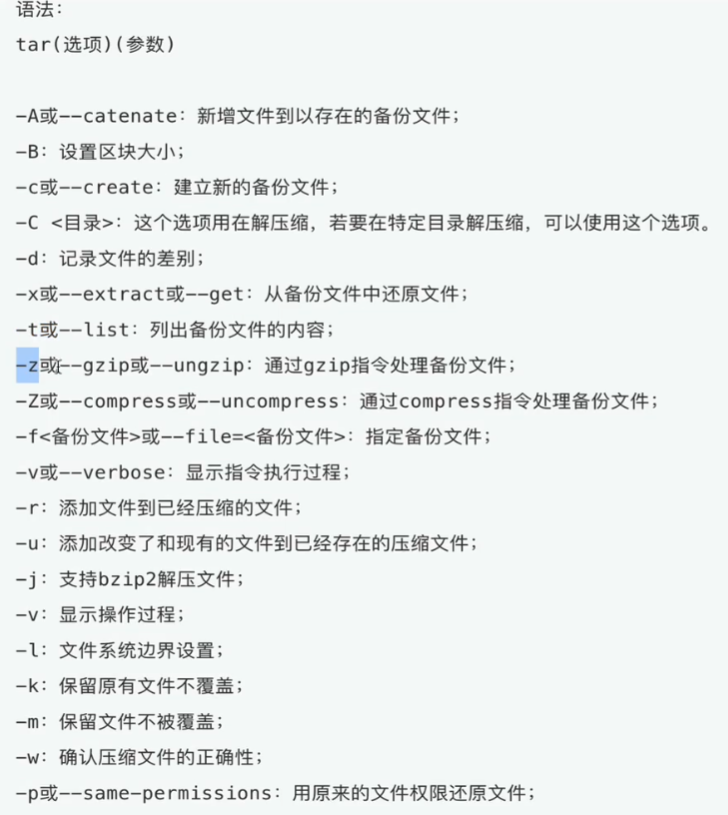 语法:
tar(选项)(参数)
-A或--catenate: 新增文件到以存在的备份文件;
-B: 设置区块大小;
-c或--create: 建立新的备份文件;
-C <目录>: 这个选项用在解压缩, 若要在特定目录解压缩, 可以使用这个选项。
-d: 记录文件的差别;
-x或--extract或--get: 从备份文件中还原文件;
-t或--list: 列出备份文件的内容;
-z或--gzip或--ungzip: 通过gzip指令处理备份文件;
-Z或--compress或--uncompress: 通过compress指令处理备份文件;
-f<备份文件>或--file=<备份文件>: 指定备份文件;
-v或--verbose: 显示指令执行过程;
-r: 添加文件到已经压缩的文件;
-u: 添加改变了和现有的文件到已经存在的压缩文件;
-j: 支持bzip2解压文件;
-v: 显示操作过程;
-l: 文件系统边界设置;
-k: 保留原有文件不覆盖;
-m: 保留文件不被覆盖;
-w: 确认压缩文件的正确性;
-p或--same-permissions: 用原来的文件权限还原文件;